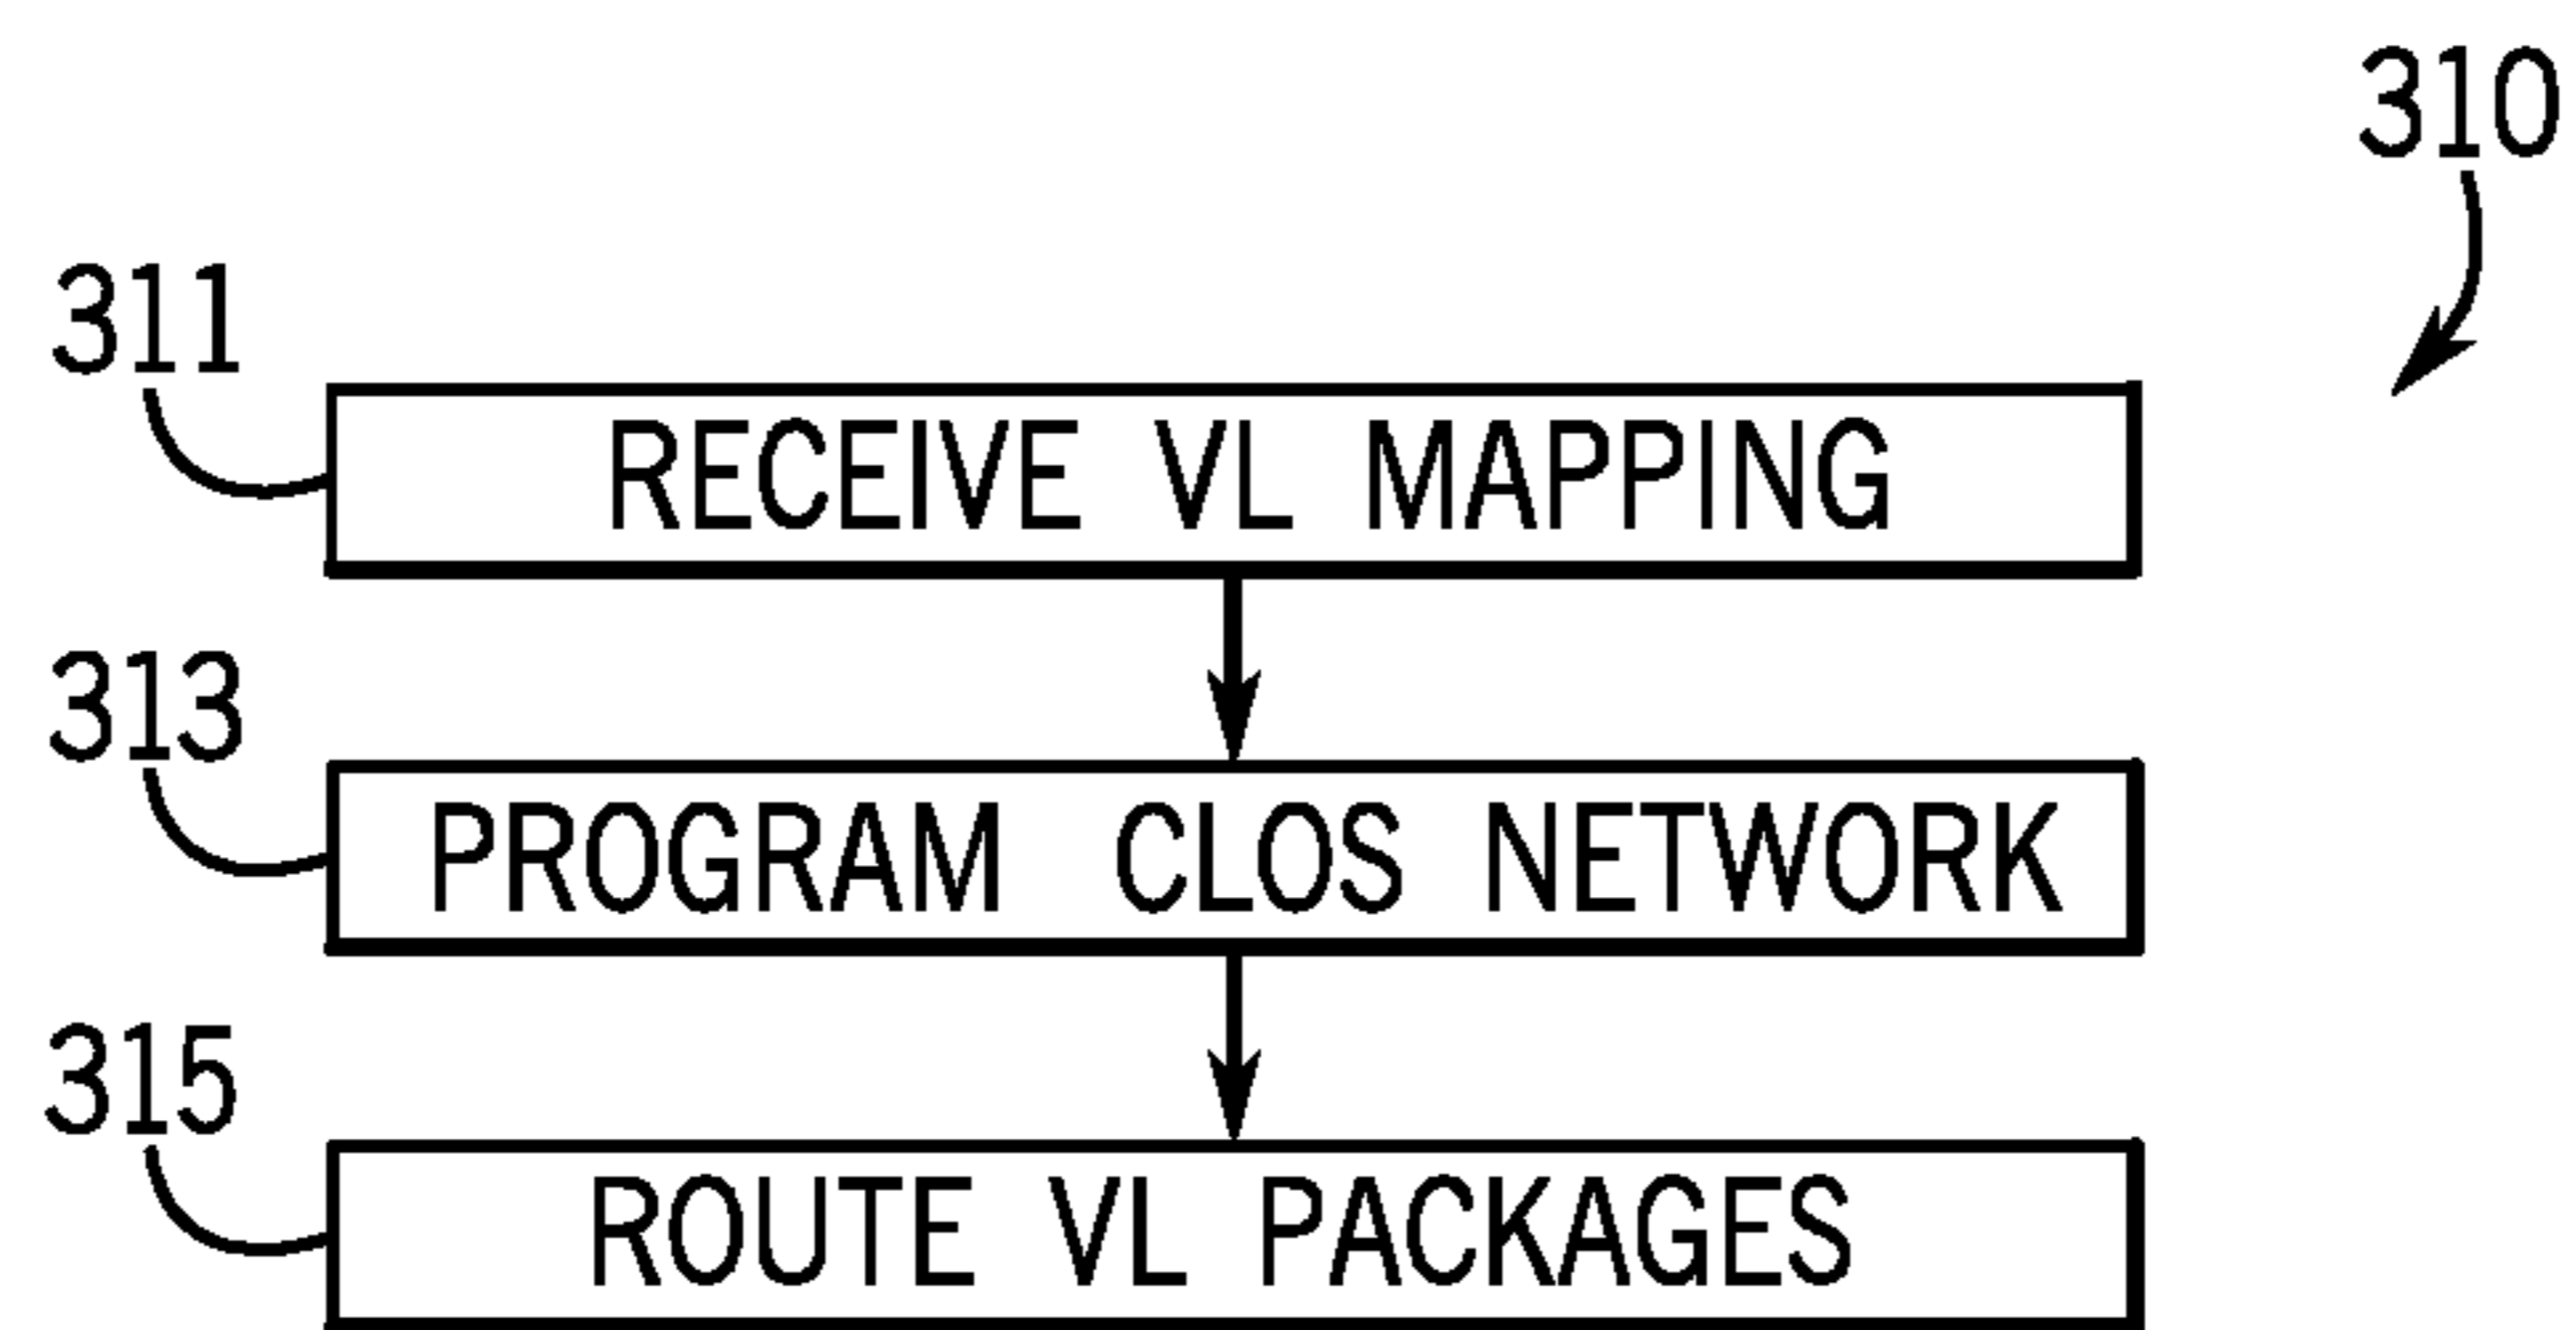 310
311
RECEIVE VL MAPPING
313
PROGRAM CLOS NETWORK
315
ROUTE VL PACKAGES